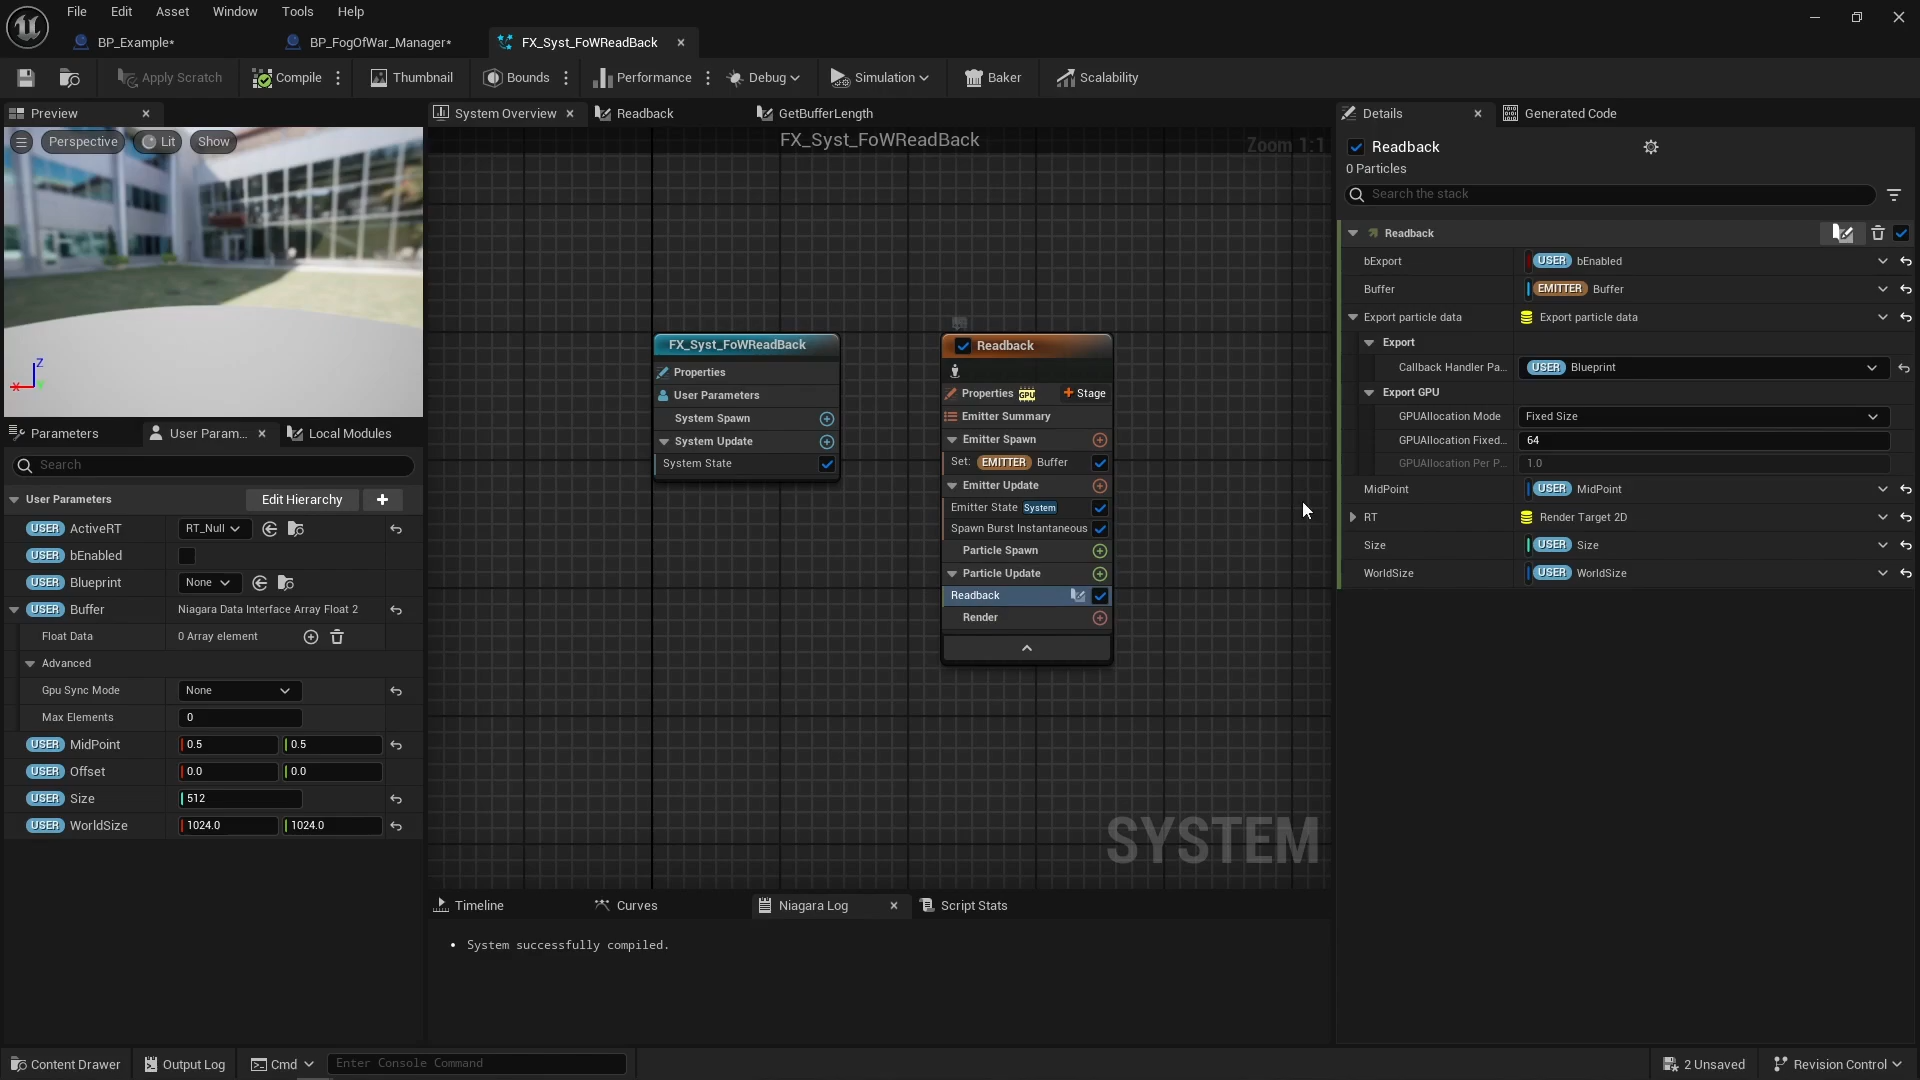 File Edit Asset Window Tools Help
BP_Example* BP_FogOfWar_Manager* FX_Syst_FoWReadBack
Apply Scratch Compile Thumbnail Bounds Performance Debug Simulation Baker Scalability
Preview
Perspective Lit Show
Z
X
Parameters User Param... Local Modules
Search
User Parameters Edit Hierarchy
USER ActiveRT RT_Null
USER bEnabled
USER Blueprint None
USER Buffer Niagara Data Interface Array Float 2
Float Data 0 Array element
Advanced
Gpu Sync Mode None
Max Elements 0
USER MidPoint 0.5 0.5
USER Offset 0.0 0.0
USER Size 512
USER WorldSize 1024.0 1024.0
System Overview Readback GetBufferLength
FX_Syst_FoWReadBack
Zoom 1:1
FX_Syst_FoWReadBack
Properties
User Parameters
System Spawn
System Update
System State
Readback
Properties GPU Stage
Emitter Summary
Emitter Spawn
Set: EMITTER Buffer
Emitter Update
Emitter State System
Spawn Burst Instantaneous
Particle Spawn
Particle Update
Readback
Render
SYSTEM
Timeline Curves Niagara Log Script Stats
System successfully compiled.
Details Generated Code
Readback
0 Particles
Search the stack
Readback
bExport USER bEnabled
Buffer EMITTER Buffer
Export particle data Export particle data
Export
Callback Handler Pa... USER Blueprint
Export GPU
GPUAllocation Mode Fixed Size
GPUAllocation Fixed... 64
GPUAllocation Per P... 1.0
MidPoint USER MidPoint
RT Render Target 2D
Size USER Size
WorldSize USER WorldSize
Content Drawer Output Log Cmd Enter Console Command 2 Unsaved Revision Control